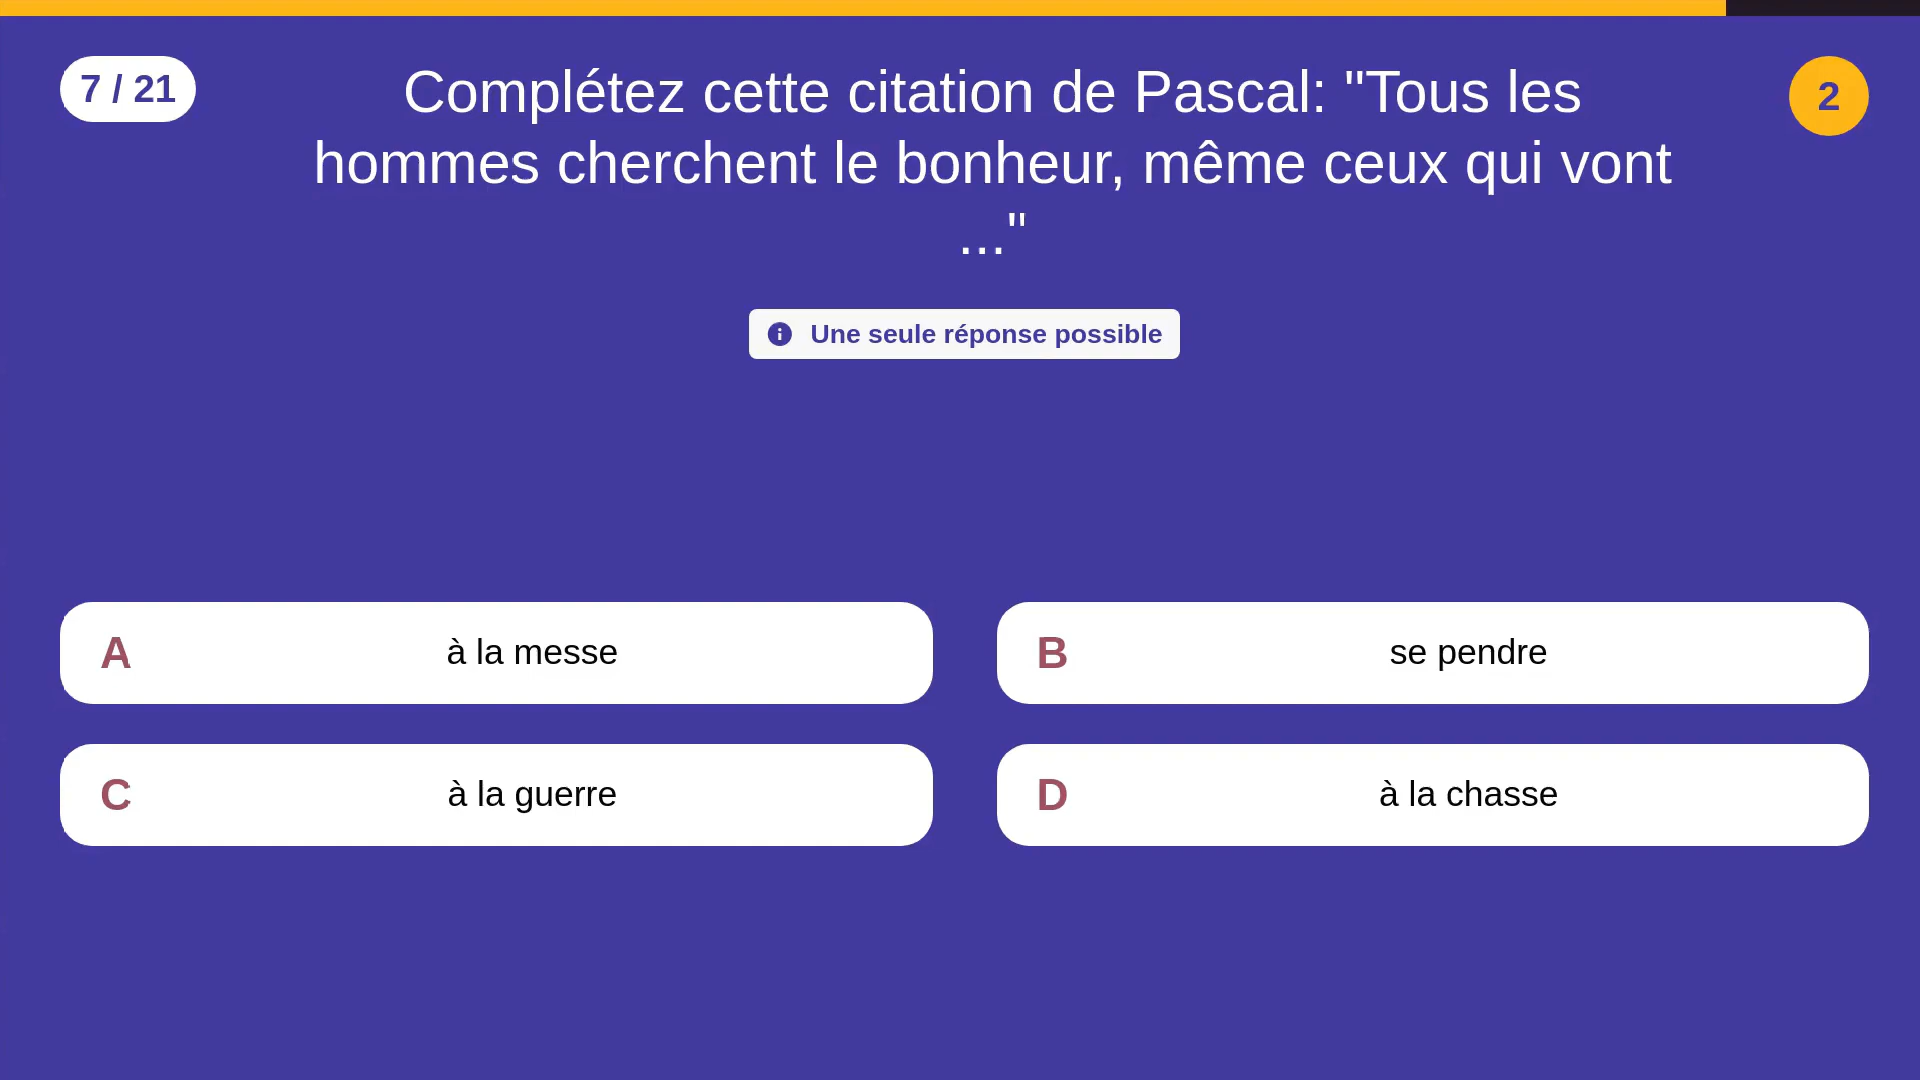 7 / 21
Complétez cette citation de Pascal: "Tous les
hommes cherchent le bonheur, même ceux qui vont
..."
2
Une seule réponse possible
A à la messe
B se pendre
C à la guerre
D à la chasse